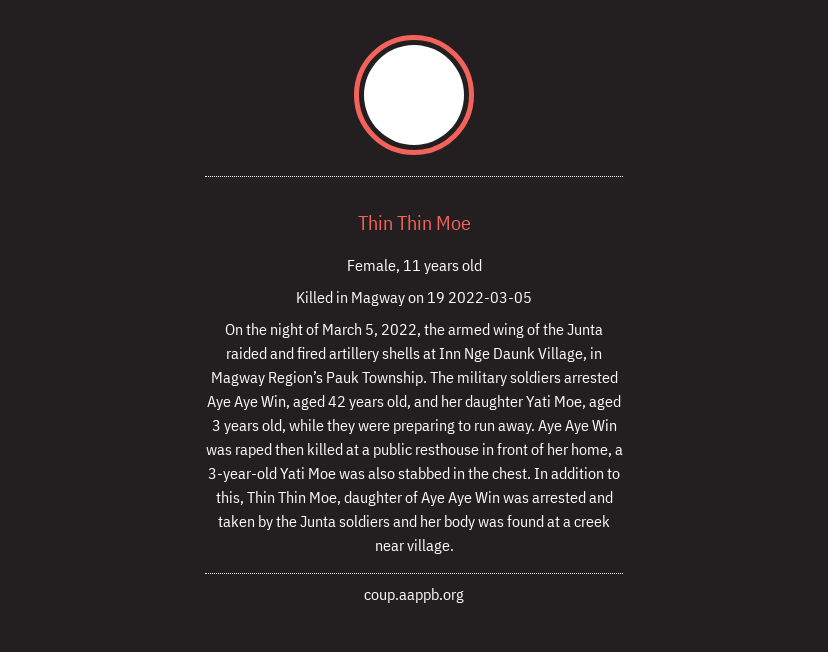 Thin Thin Moe
Female, 11 years old
Killed in Magway on 19 2022-03-05
On the night of March 5, 2022, the armed wing of the Junta
raided and fired artillery shells at Inn Nge Daunk Village, in
Magway Region’s Pauk Township. The military soldiers arrested
Aye Aye Win, aged 42 years old, and her daughter Yati Moe, aged
3 years old, while they were preparing to run away. Aye Aye Win
was raped then killed at a public resthouse in front of her home, a
3-year-old Yati Moe was also stabbed in the chest. In addition to
this, Thin Thin Moe, daughter of Aye Aye Win was arrested and
taken by the Junta soldiers and her body was found at a creek
near village.
coup.aappb.org